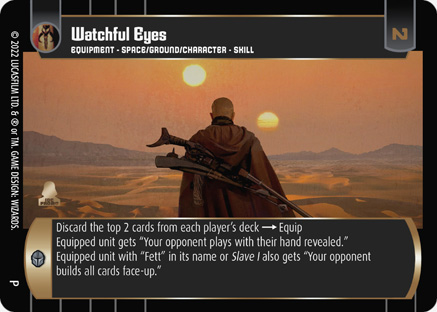 Watchful Eyes
EQUIPMENT - SPACE/GROUND/CHARACTER - SKILL
N
© 2022 LUCASFILM LTD. & ® or TM. GAME DESIGN: WIZARDS.
P
Discard the top 2 cards from each player's deck → Equip
Equipped unit gets "Your opponent plays with their hand revealed."
Equipped unit with "Fett" in its name or Slave I also gets "Your opponent
builds all cards face-up."